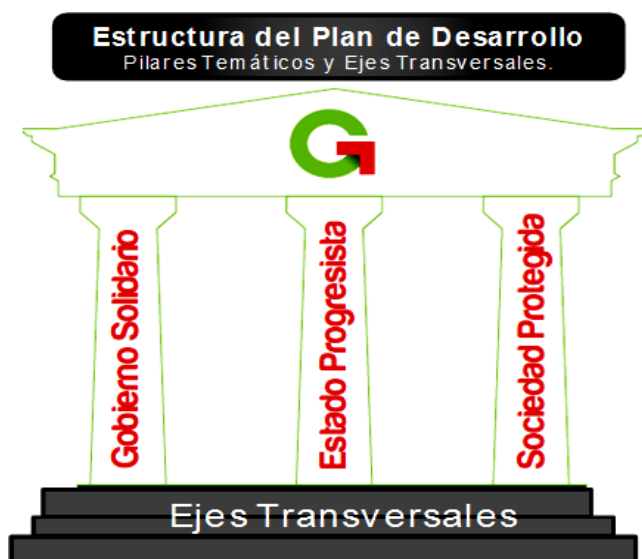 Estructura del Plan de Desarrollo
Pilares Temáticos y Ejes Transversales.
Gobierno Solidario
Estado Progresista
Sociedad Protegida
Ejes Transversales